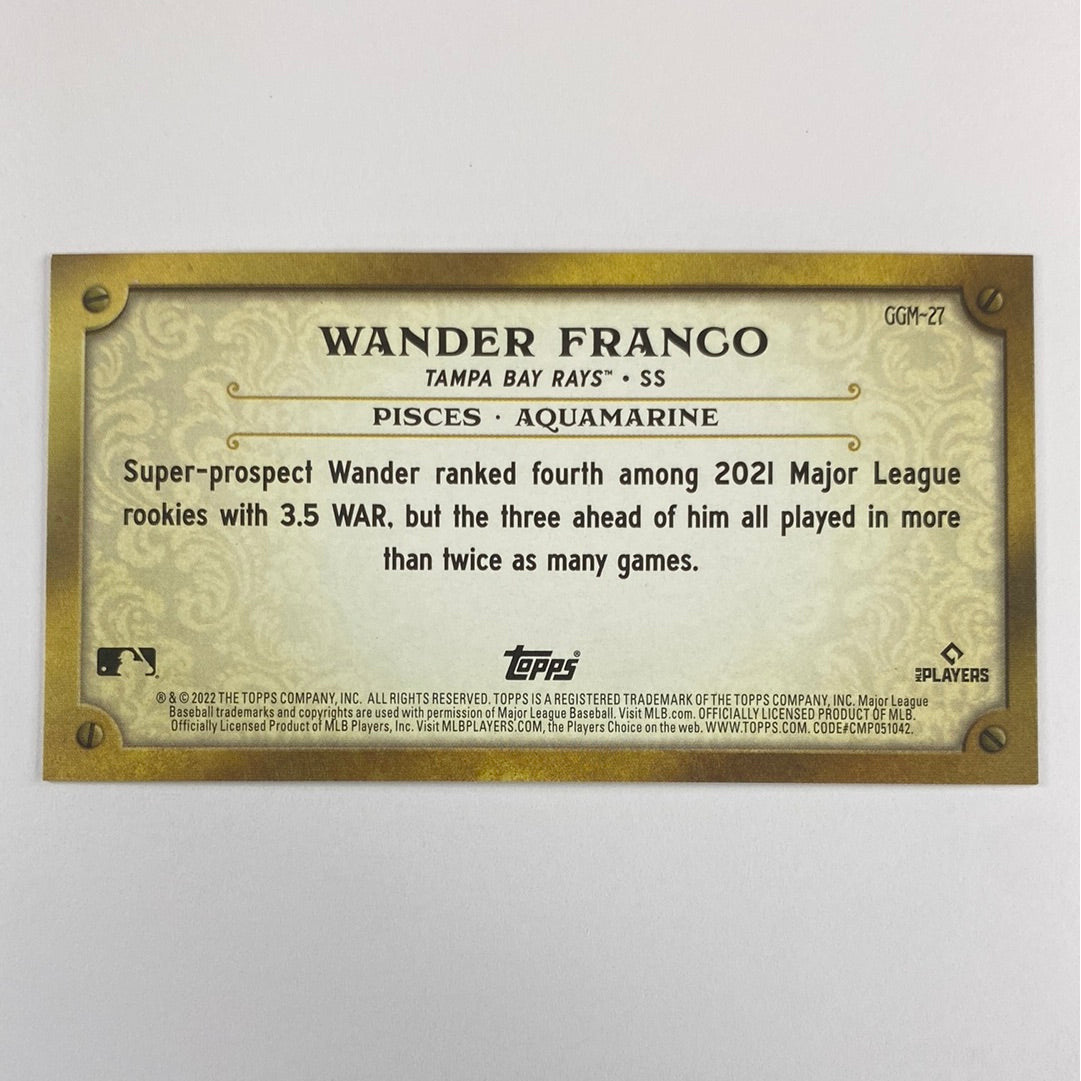 GGM-27
WANDER FRANCO
TAMPA BAY RAYS™ • SS
PISCES · AQUAMARINE
Super-prospect Wander ranked fourth among 2021 Major League
rookies with 3.5 WAR, but the three ahead of him all played in more
than twice as many games.
topps®
MLB PLAYERS
® & © 2022 THE TOPPS COMPANY, INC. ALL RIGHTS RESERVED. TOPPS IS A REGISTERED TRADEMARK OF THE TOPPS COMPANY, INC. Major League
Baseball trademarks and copyrights are used with permission of Major League Baseball. Visit MLB.com. OFFICIALLY LICENSED PRODUCT OF MLB.
Officially Licensed Product of MLB Players, Inc. Visit MLBPLAYERS.COM, the Players Choice on the web. WWW.TOPPS.COM. CODE#CMP051042.